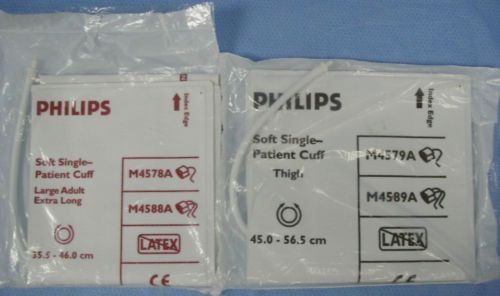 PHILIPS
Index Edge
Soft Single-
Patient Cuff
Large Adult
Extra Long
35.5 - 46.0 cm
M4578A
M4588A
LATEX
CE
PHILIPS
Index Edge
Soft Single-
Patient Cuff
Thigh
45.0 - 56.5 cm
M4579A
M4589A
LATEX
CE